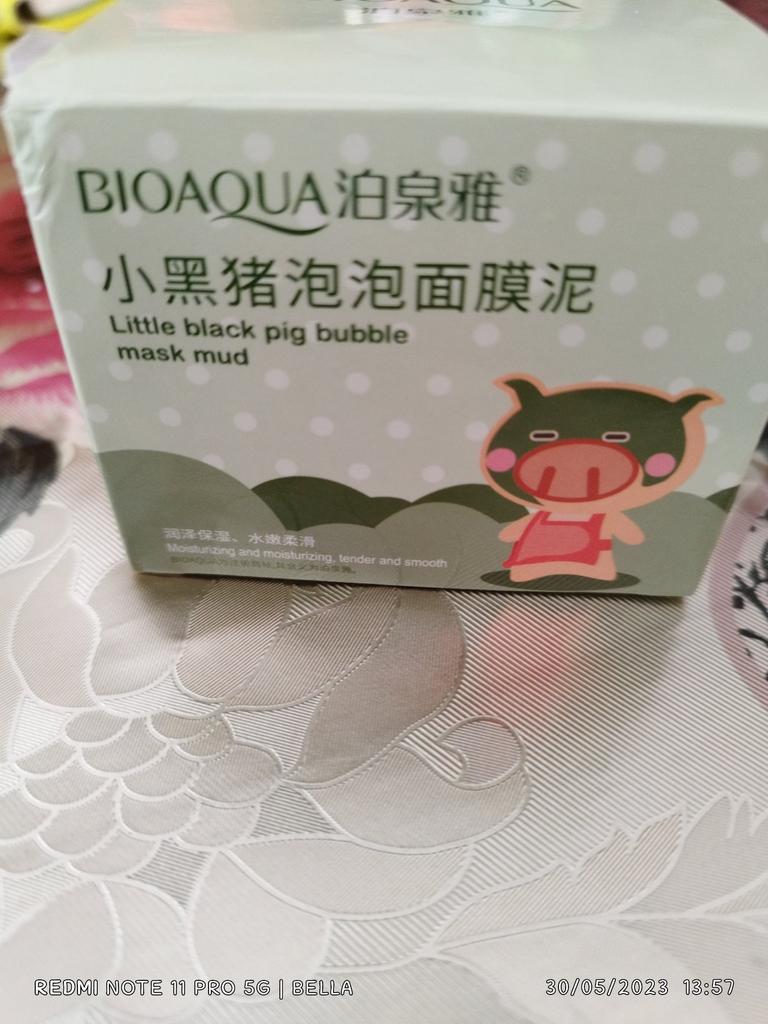 BIOAQUA
BIOAQUA泊泉雅®
小黑猪泡泡面膜泥
Little black pig bubble
mask mud
润泽保湿、水嫩柔滑
Moisturizing and moisturizing, tender and smooth
REDMI NOTE 11 PRO 5G | BELLA
30/05/2023 13:57